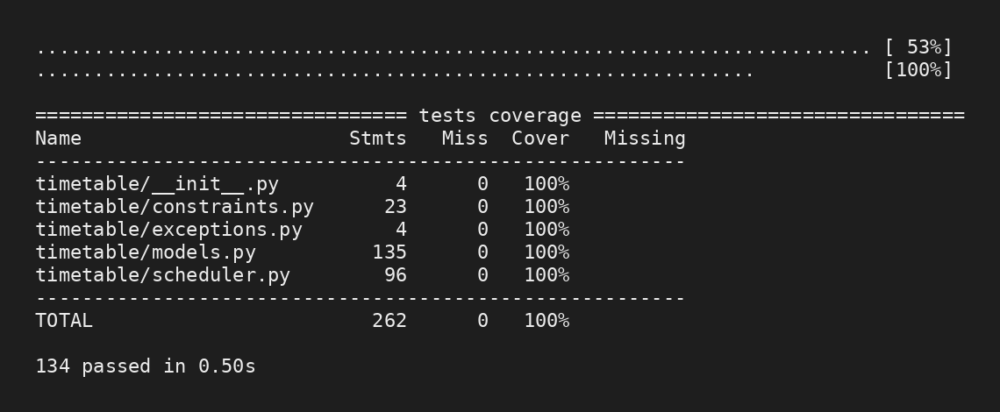 ........................................................................ [ 53%]
..............................................................           [100%]
================================ tests coverage ================================
Name                       Stmts   Miss  Cover   Missing
--------------------------------------------------------
timetable/__init__.py          4      0   100%
timetable/constraints.py      23      0   100%
timetable/exceptions.py        4      0   100%
timetable/models.py          135      0   100%
timetable/scheduler.py        96      0   100%
--------------------------------------------------------
TOTAL                        262      0   100%
134 passed in 0.50s